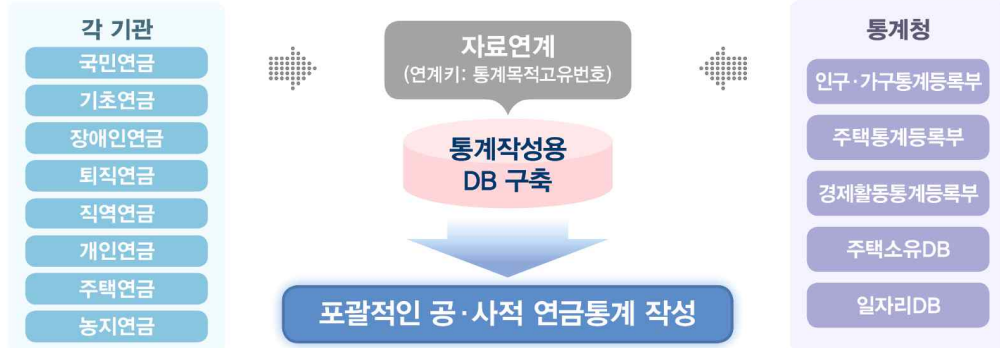 각 기관
국민연금
기초연금
장애인연금
퇴직연금
직역연금
개인연금
주택연금
농지연금
자료연계
(연계키: 통계목적고유번호)
통계작성용
DB 구축
포괄적인 공·사적 연금통계 작성
통계청
인구·가구통계등록부
주택통계등록부
경제활동통계등록부
주택소유DB
일자리DB